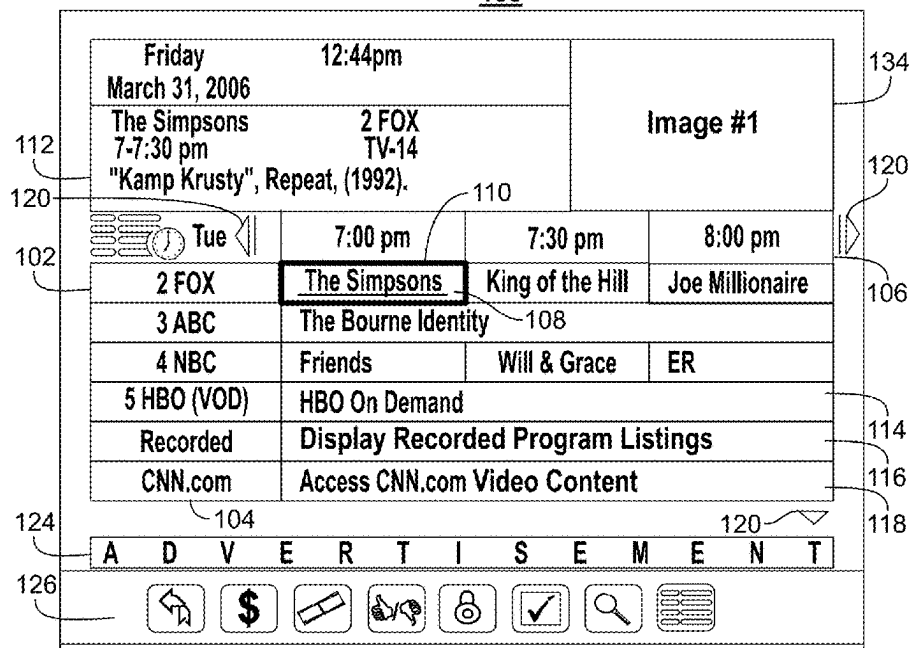 Friday 12:44pm
March 31, 2006
The Simpsons 2 FOX
7-7:30 pm TV-14
"Kamp Krusty", Repeat, (1992).
Image #1
134
112
120
110
120
Tue 7:00 pm 7:30 pm 8:00 pm
102
106
2 FOX The Simpsons King of the Hill Joe Millionaire
108
3 ABC The Bourne Identity
4 NBC Friends Will & Grace ER
5 HBO (VOD) HBO On Demand
114
Recorded Display Recorded Program Listings
116
CNN.com Access CNN.com Video Content
118
104
120
124
A D V E R T I S E M E N T
126
$